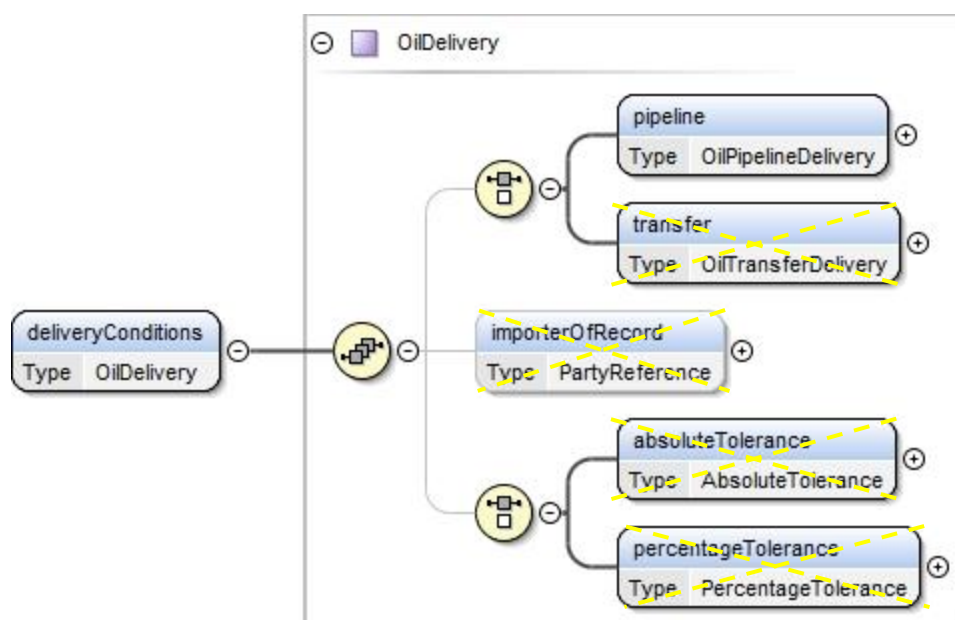 OilDelivery
pipeline
Type OilPipelineDelivery
transfer
Type OilTransferDelivery
deliveryConditions
Type OilDelivery
importerOfRecord
Type PartyReference
absoluteTolerance
Type AbsoluteTolerance
percentageTolerance
Type PercentageTolerance